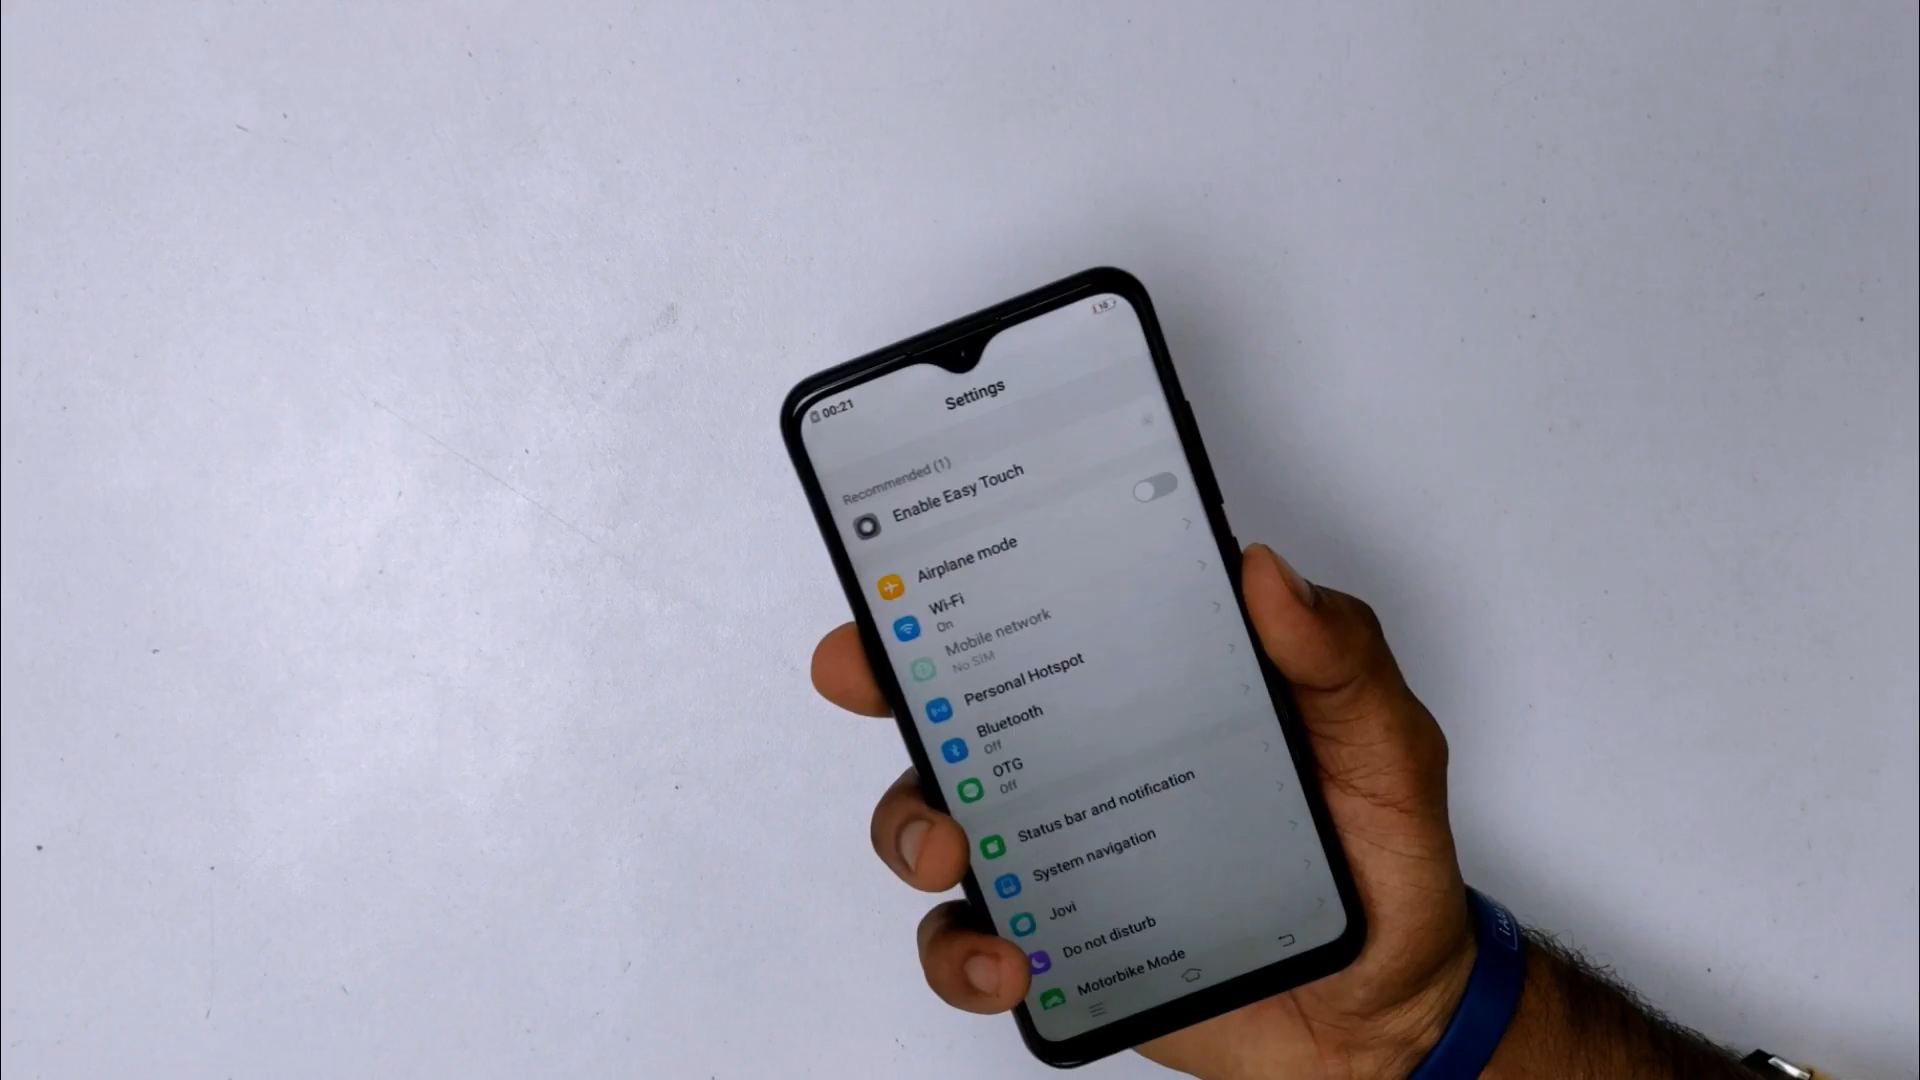 00:21
10
Settings
Recommended (1)
Enable Easy Touch
Airplane mode
Wi-Fi
On
Mobile network
No SIM
Personal Hotspot
Bluetooth
Off
OTG
Off
Status bar and notification
System navigation
Jovi
Do not disturb
Motorbike Mode